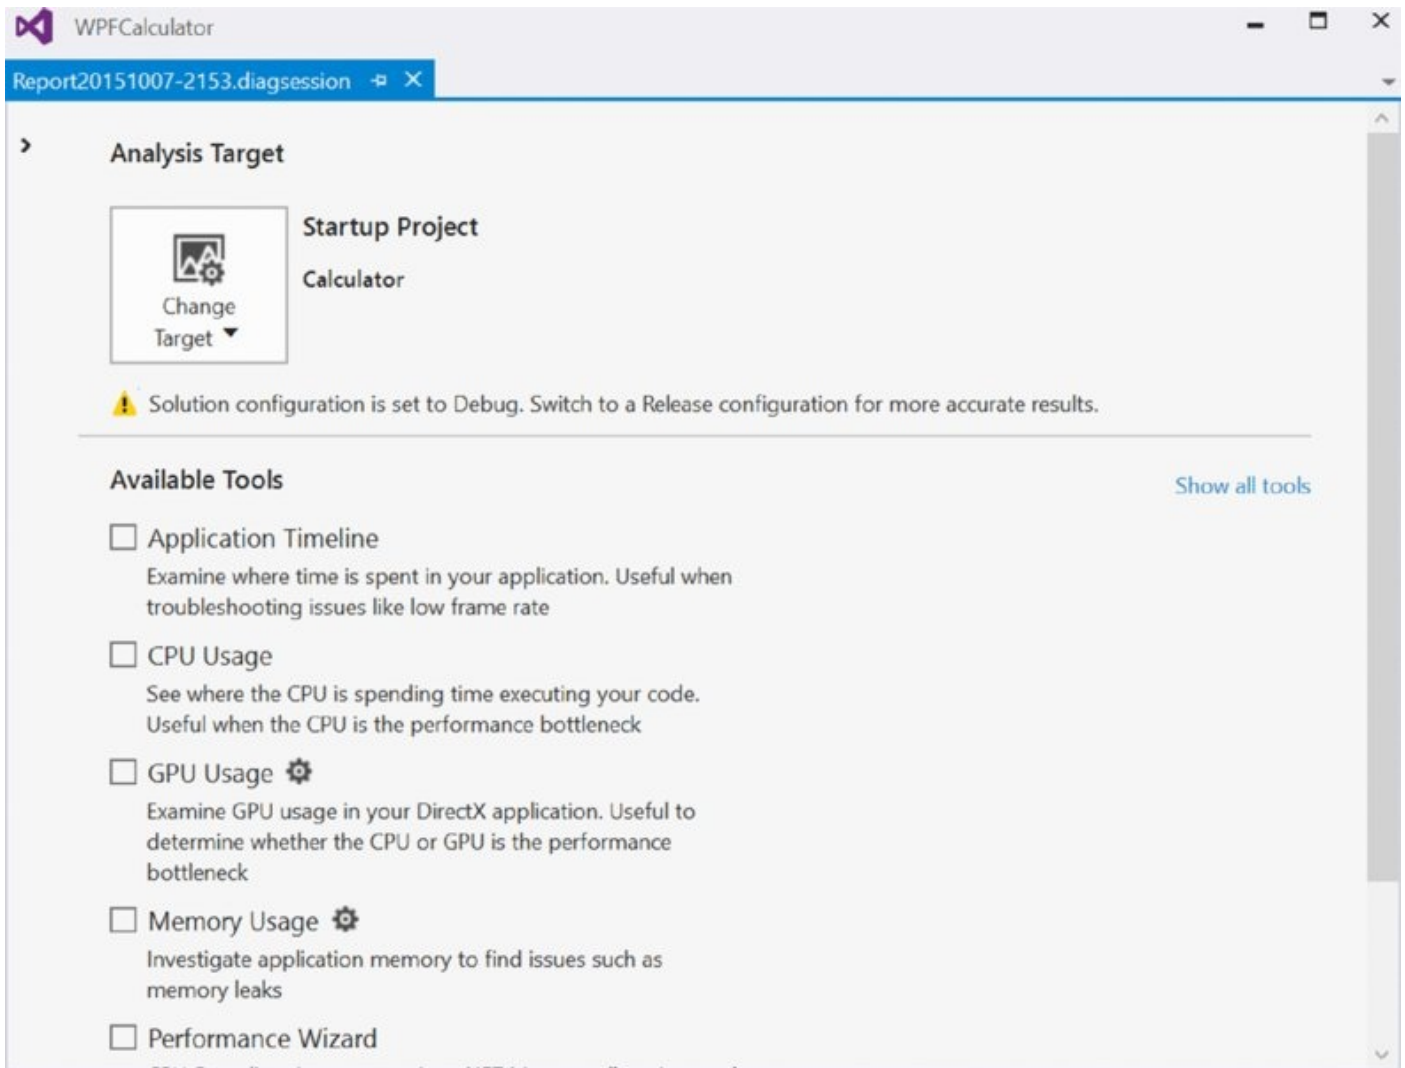 WPFCalculator
Report20151007-2153.diagsession
Analysis Target
Change
Target
Startup Project
Calculator
Solution configuration is set to Debug. Switch to a Release configuration for more accurate results.
Available Tools
Show all tools
Application Timeline
Examine where time is spent in your application. Useful when
troubleshooting issues like low frame rate
CPU Usage
See where the CPU is spending time executing your code.
Useful when the CPU is the performance bottleneck
GPU Usage
Examine GPU usage in your DirectX application. Useful to
determine whether the CPU or GPU is the performance
bottleneck
Memory Usage
Investigate application memory to find issues such as
memory leaks
Performance Wizard